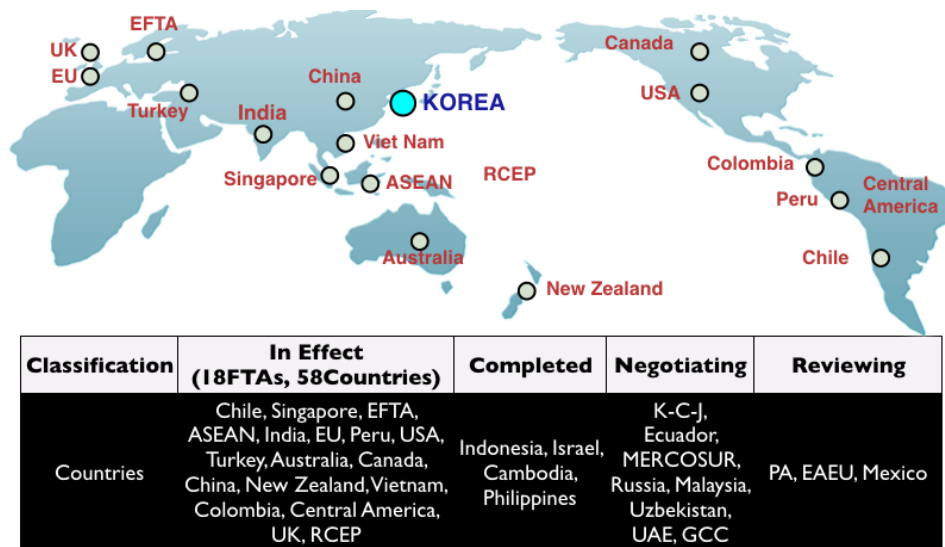 EFTA
UK
EU
Turkey
India
China
KOREA
Viet Nam
Singapore
ASEAN
RCEP
Australia
New Zealand
Canada
USA
Colombia
Peru
Central
America
Chile
Classification
In Effect
(18FTAs, 58Countries)
Completed
Negotiating
Reviewing
Countries
Chile, Singapore, EFTA,
ASEAN, India, EU, Peru, USA,
Turkey, Australia, Canada,
China, New Zealand, Vietnam,
Colombia, Central America,
UK, RCEP
Indonesia, Israel,
Cambodia,
Philippines
K-C-J,
Ecuador,
MERCOSUR,
Russia, Malaysia,
Uzbekistan,
UAE, GCC
PA, EAEU, Mexico